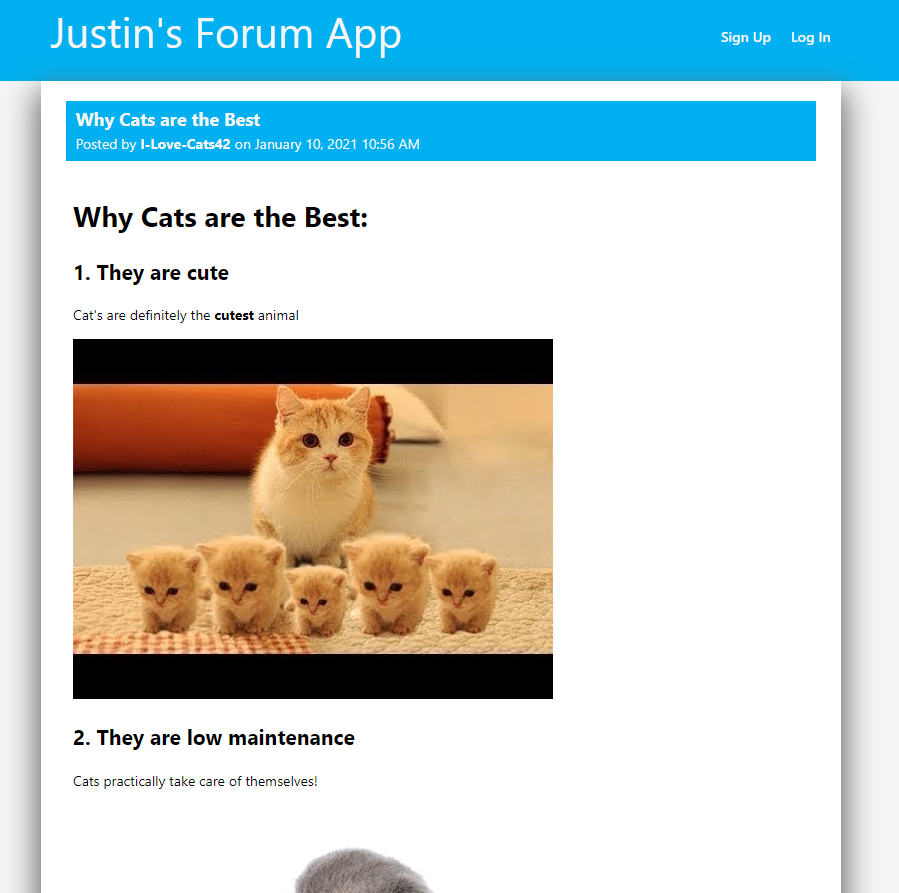 Justin's Forum App
Sign Up Log In
Why Cats are the Best
Posted by I-Love-Cats42 on January 10, 2021 10:56 AM
Why Cats are the Best:
1. They are cute
Cat's are definitely the cutest animal
2. They are low maintenance
Cats practically take care of themselves!